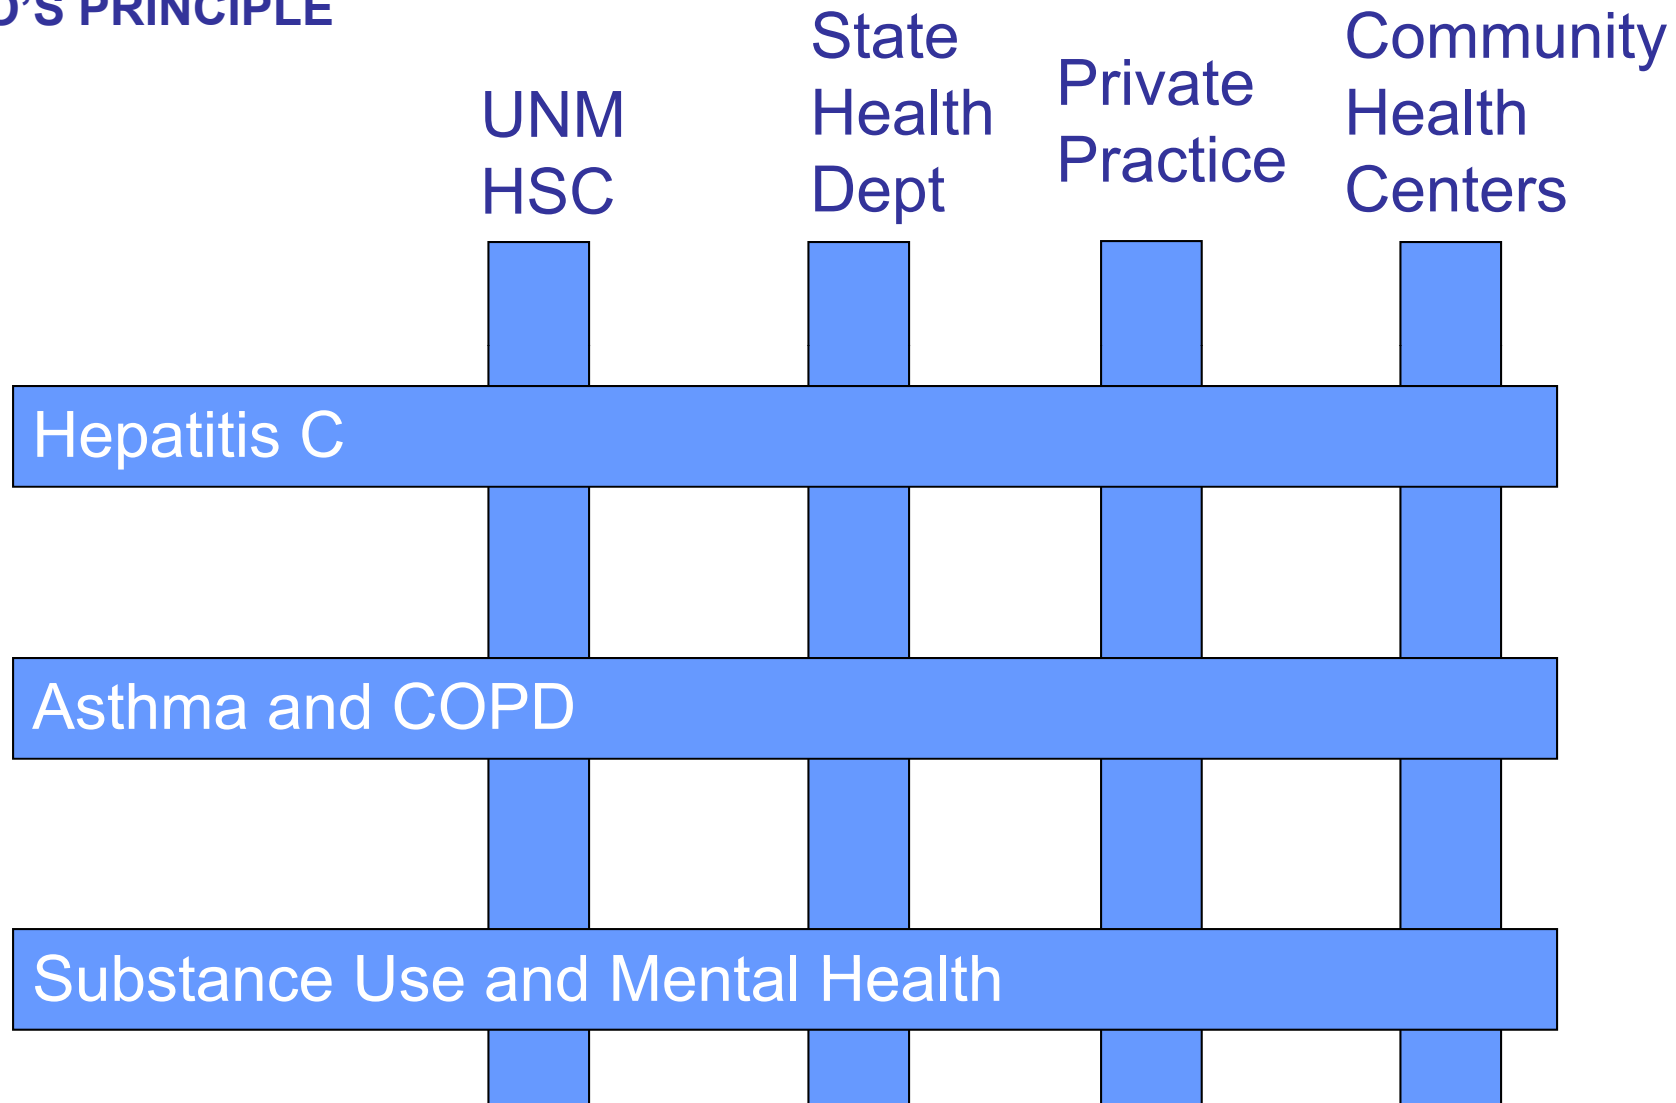 'S PRINCIPLE
UNM
HSC
State
Health
Dept
Private
Practice
Community
Health
Centers
Hepatitis C
Asthma and COPD
Substance Use and Mental Health